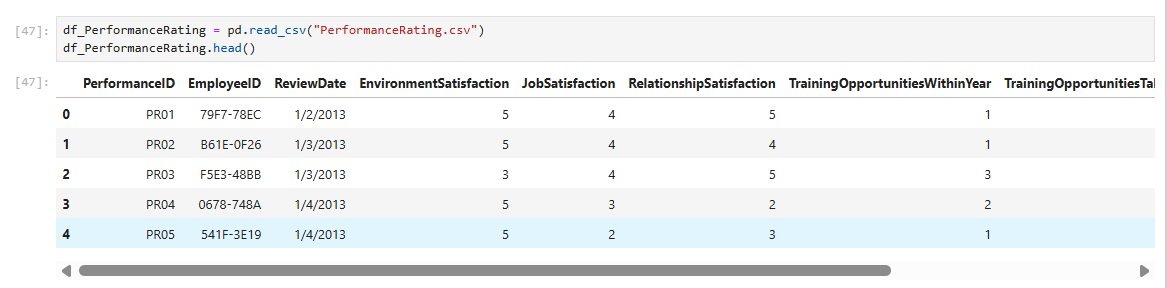 [47]: df_PerformanceRating = pd.read_csv("PerformanceRating.csv")
df_PerformanceRating.head()
[47]: PerformanceID EmployeeID ReviewDate EnvironmentSatisfaction JobSatisfaction RelationshipSatisfaction TrainingOpportunitiesWithinYear
0 PR01 79F7-78EC 1/2/2013 5 4 5 1
1 PR02 B61E-0F26 1/3/2013 5 4 4 1
2 PR03 F5E3-48BB 1/3/2013 3 4 5 3
3 PR04 0678-748A 1/4/2013 5 3 2 2
4 PR05 541F-3E19 1/4/2013 5 2 3 1